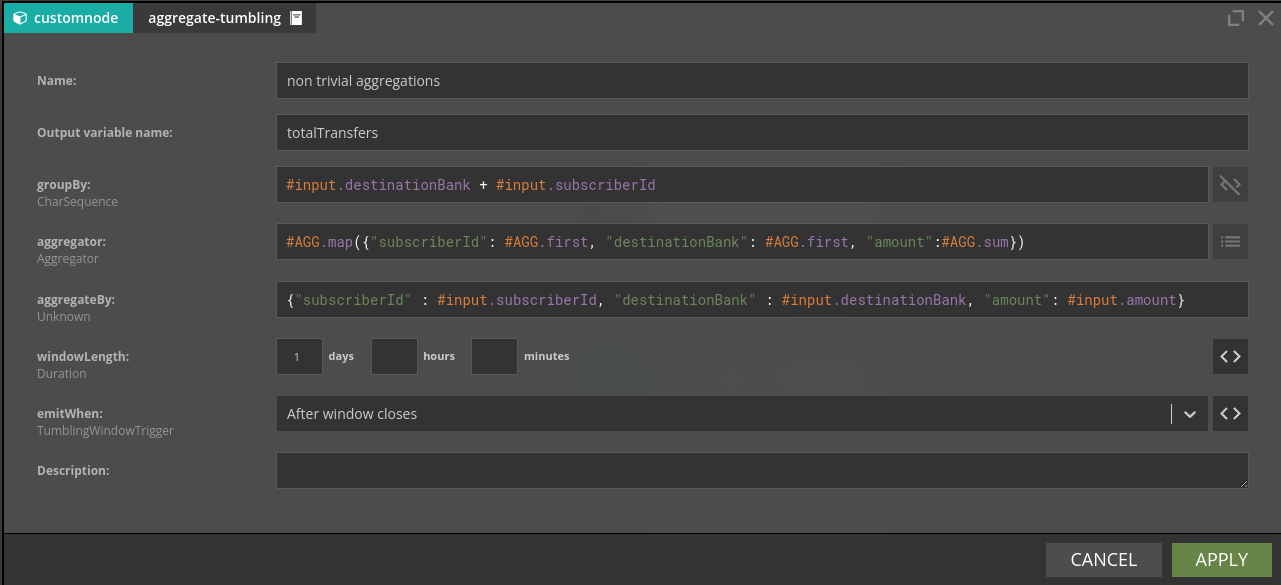 customnode aggregate-tumbling
Name: non trivial aggregations
Output variable name: totalTransfers
groupBy: #input.destinationBank + #input.subscriberId
CharSequence
aggregator: #AGG.map({"subscriberId": #AGG.first, "destinationBank": #AGG.first, "amount":#AGG.sum})
Aggregator
aggregateBy: {"subscriberId" : #input.subscriberId, "destinationBank" : #input.destinationBank, "amount": #input.amount}
Unknown
windowLength: 1 days hours minutes
Duration
emitWhen: After window closes
TumblingWindowTrigger
Description:
CANCEL APPLY